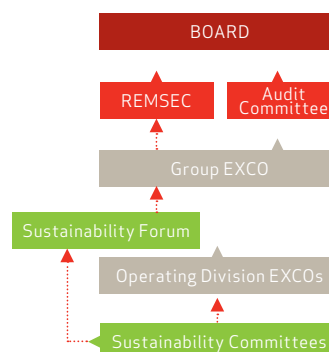 BOARD
REMSEC
Audit
Committee
Group EXCO
Sustainability Forum
Operating Division EXCOs
Sustainability Committees